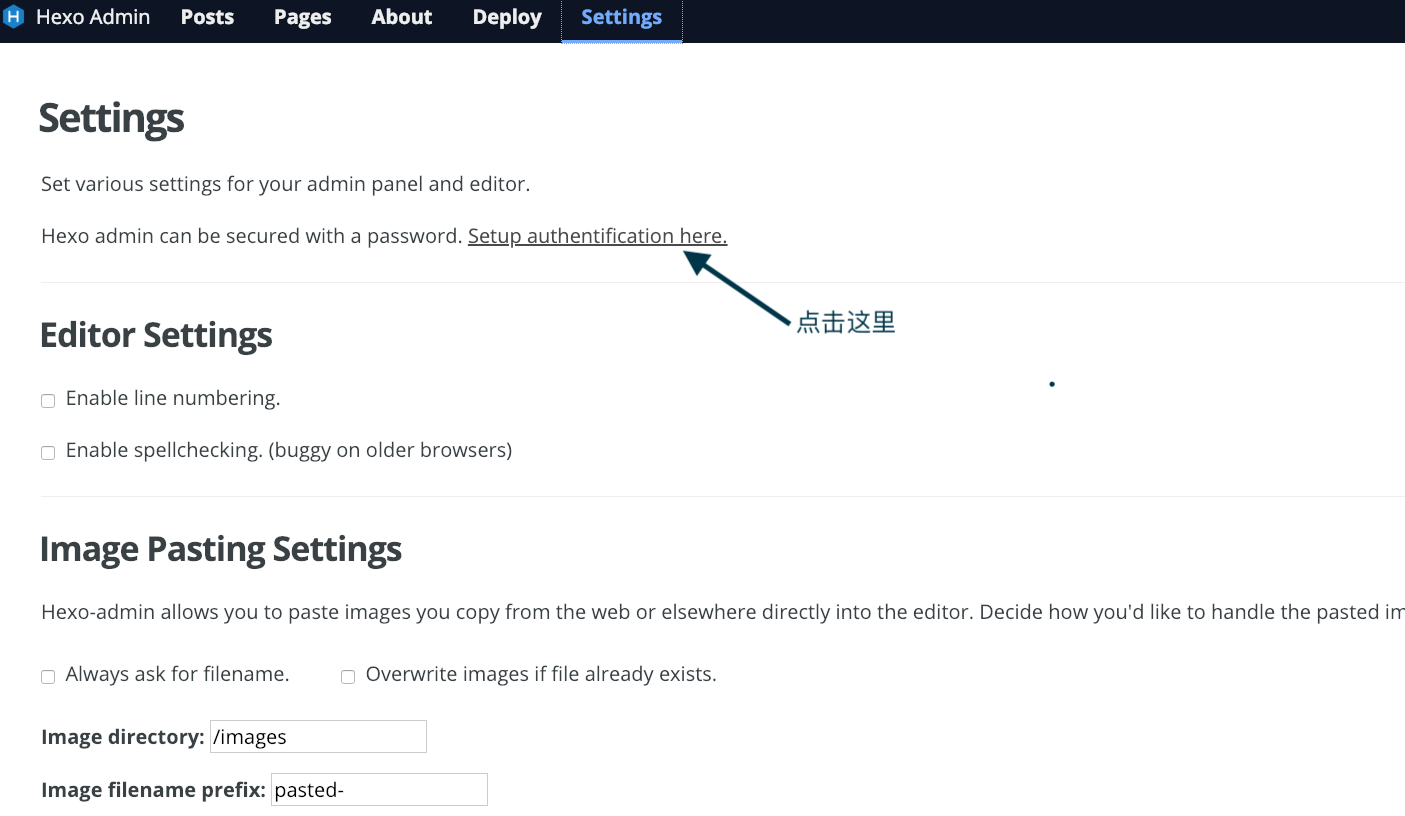 Hexo Admin Posts Pages About Deploy Settings
Settings
Set various settings for your admin panel and editor.
Hexo admin can be secured with a password. Setup authentification here.
点击这里
Editor Settings
Enable line numbering.
Enable spellchecking. (buggy on older browsers)
Image Pasting Settings
Hexo-admin allows you to paste images you copy from the web or elsewhere directly into the editor. Decide how you'd like to handle the pasted im
Always ask for filename. Overwrite images if file already exists.
Image directory: /images
Image filename prefix: pasted-